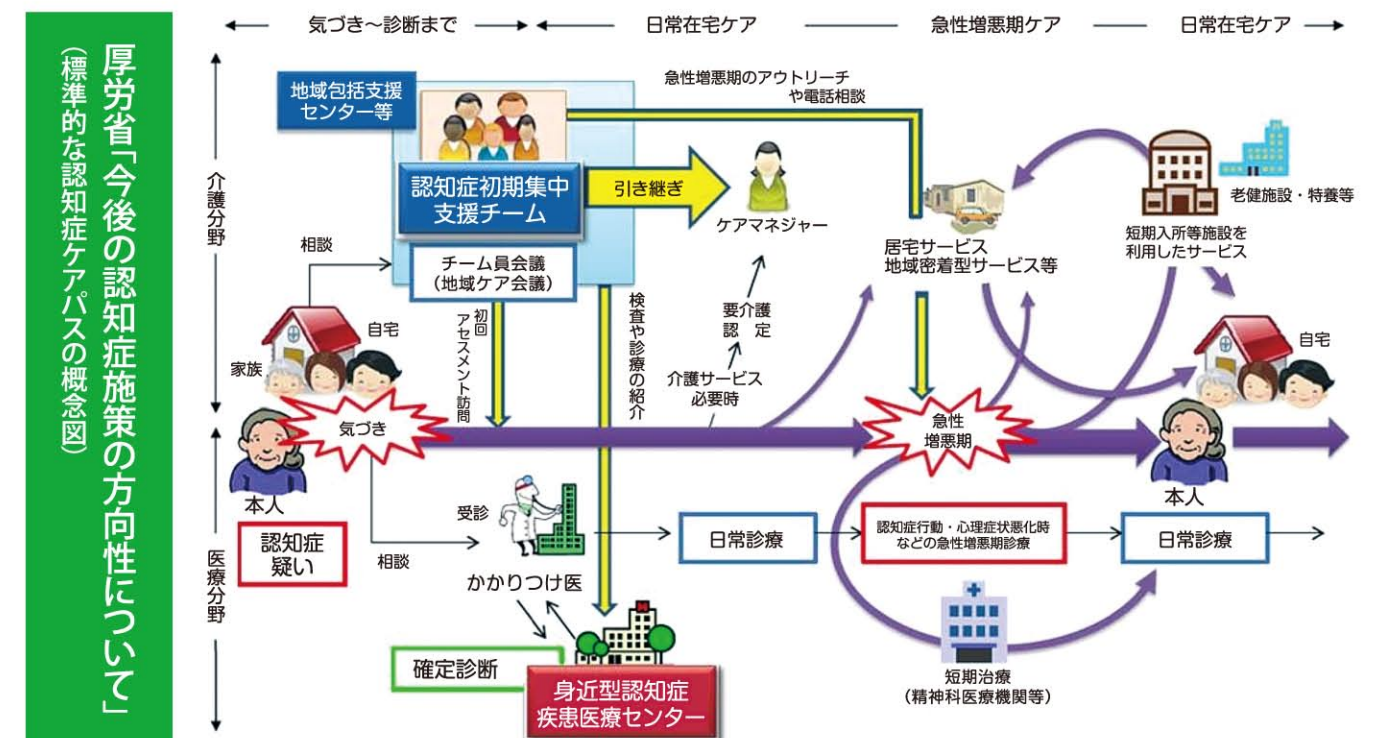 厚労省「今後の認知症施策の方向性について」
(標準的な認知症ケアパスの概念図)
気づき~診断まで
日常在宅ケア
急性増悪期ケア
日常在宅ケア
介護分野
医療分野
地域包括支援
センター等
急性増悪期のアウトリーチ
や電話相談
認知症初期集中
支援チーム
引き継ぎ
ケアマネジャー
老健施設・特養等
短期入所等施設を
利用したサービス
居宅サービス
地域密着型サービス等
相談
チーム員会議
(地域ケア会議)
初回
アセスメント訪問
検査や診療の紹介
要介護
認 定
介護サービス
必要時
自宅
家族
気づき
本人
認知症
疑い
急性
増悪期
自宅
本人
相談
受診
かかりつけ医
日常診療
認知症行動・心理症状悪化時
などの急性増悪期診療
日常診療
確定診断
身近型認知症
疾患医療センター
短期治療
(精神科医療機関等)